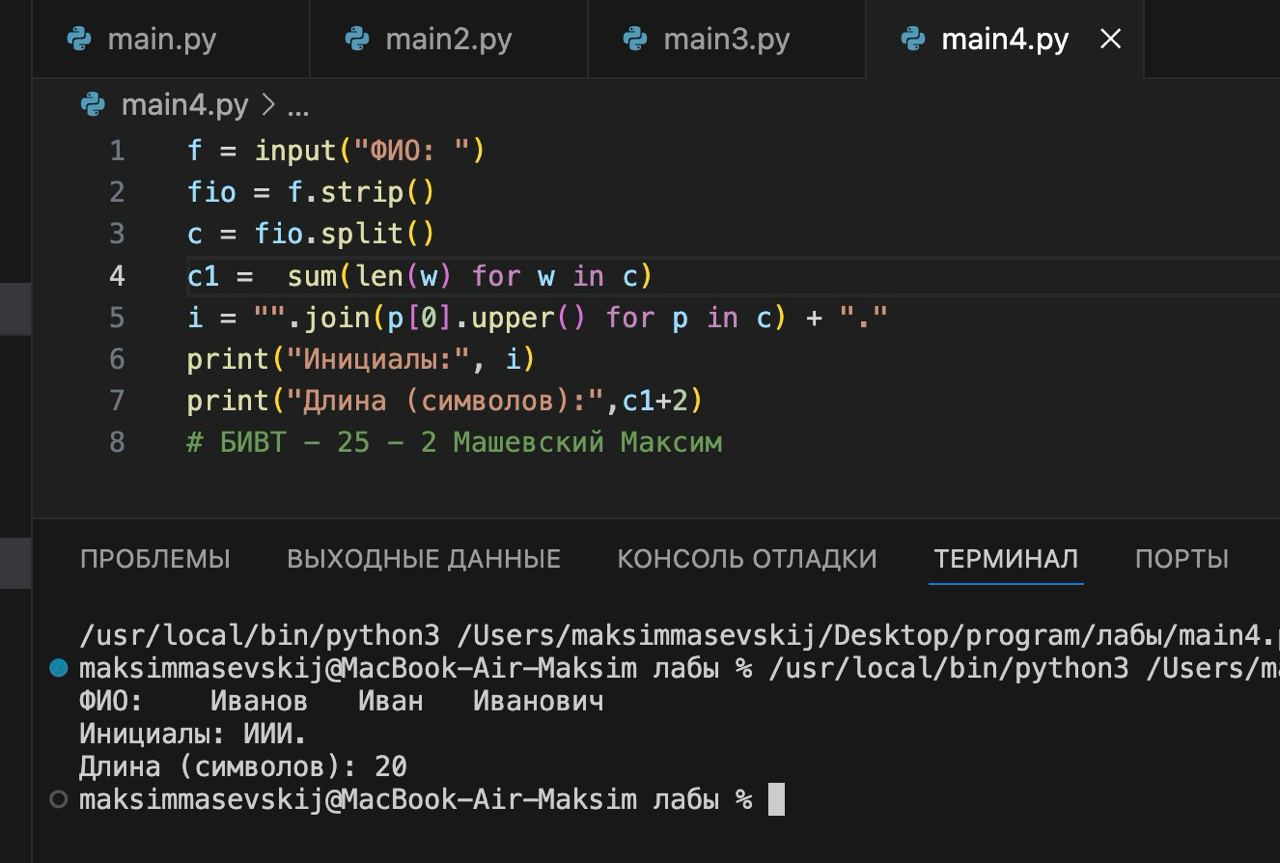 main.py main2.py main3.py main4.py
main4.py > ...
1 f = input("ФИО: ")
2 fio = f.strip()
3 c = fio.split()
4 c1 =  sum(len(w) for w in c)
5 i = "".join(p[0].upper() for p in c) + "."
6 print("Инициалы:", i)
7 print("Длина (символов):",c1+2)
8 # БИВТ - 25 - 2 Машевский Максим
ПРОБЛЕМЫ ВЫХОДНЫЕ ДАННЫЕ КОНСОЛЬ ОТЛАДКИ ТЕРМИНАЛ ПОРТЫ
/usr/local/bin/python3 /Users/maksimmasevskij/Desktop/program/лабы/main4.
maksimmasevskij@MacBook-Air-Maksim лабы % /usr/local/bin/python3 /Users/m
ФИО:    Иванов   Иван   Иванович
Инициалы: ИИИ.
Длина (символов): 20
maksimmasevskij@MacBook-Air-Maksim лабы %